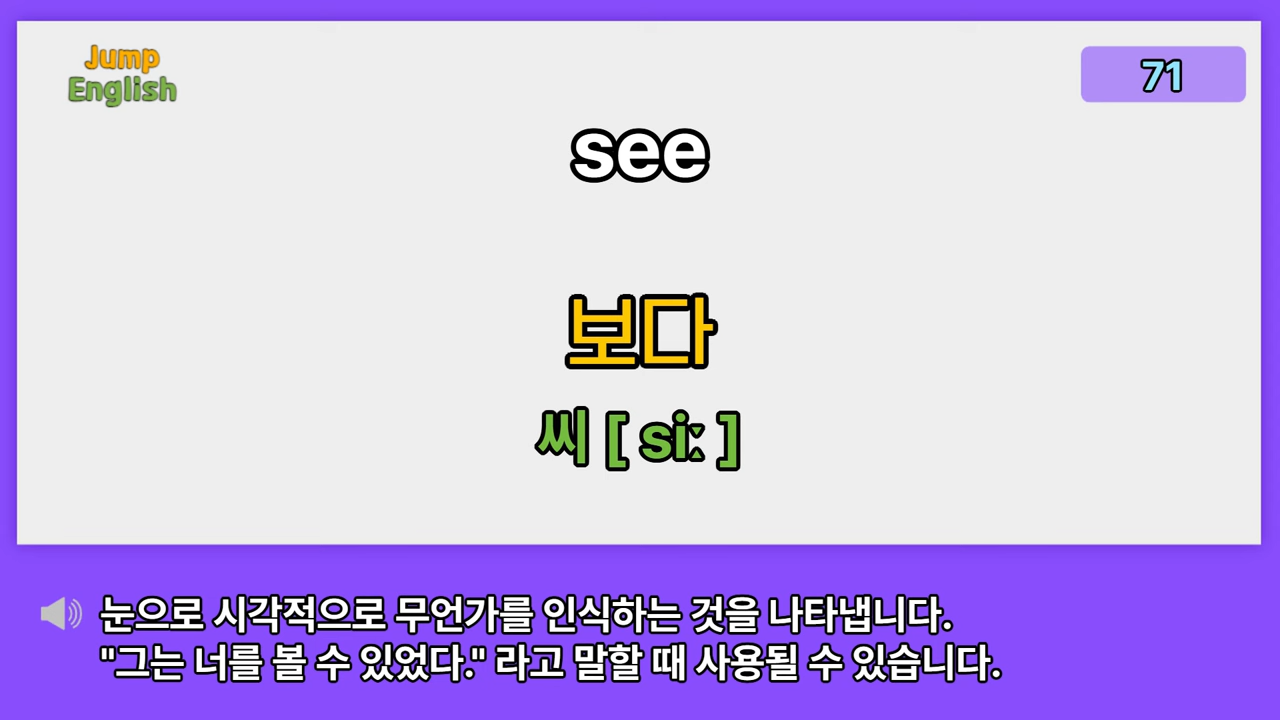 Jump
English
71
see
보다
씨 [ siː ]
눈으로 시각적으로 무언가를 인식하는 것을 나타냅니다.
"그는 너를 볼 수 있었다." 라고 말할 때 사용될 수 있습니다.